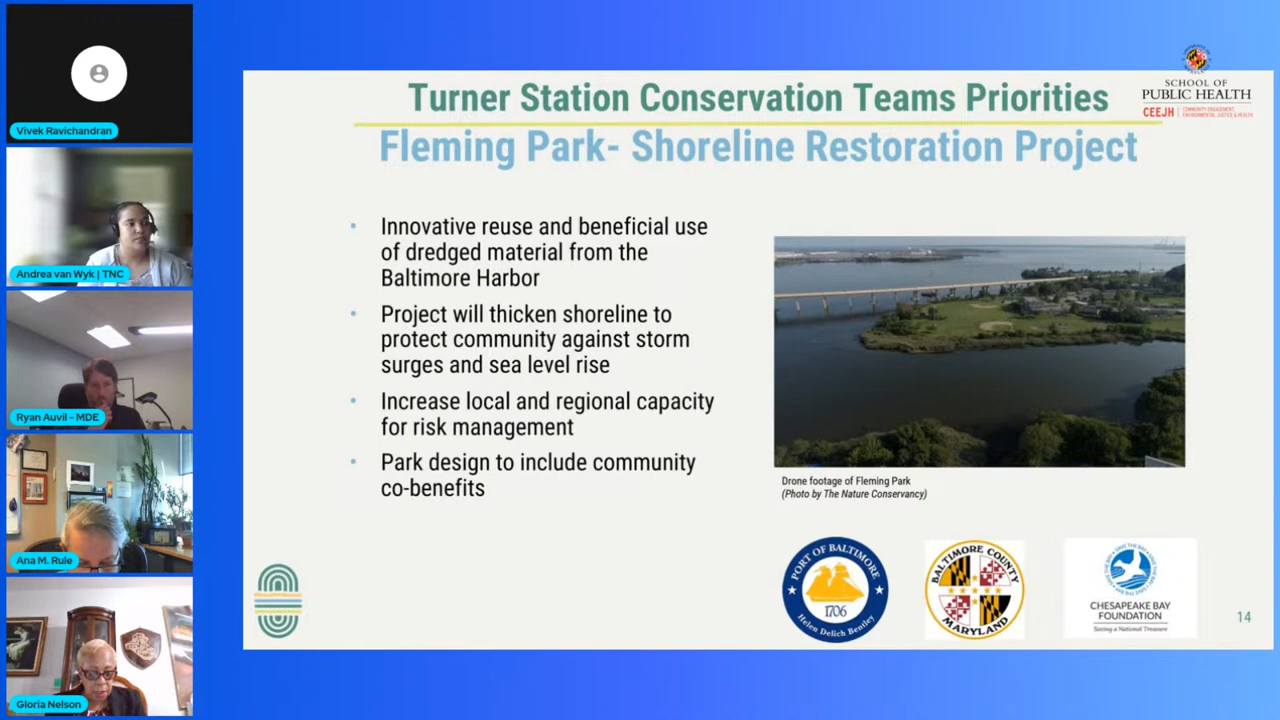 Vivek Ravichandran
Andrea van Wyk | TNC
Ryan Auvil - MDE
Ana M. Rule
Gloria Nelson
Turner Station Conservation Teams Priorities
Fleming Park- Shoreline Restoration Project
SCHOOL OF
PUBLIC HEALTH
CEEJH
COMMUNITY ENGAGEMENT,
ENVIRONMENTAL JUSTICE & HEALTH
• Innovative reuse and beneficial use
of dredged material from the
Baltimore Harbor
• Project will thicken shoreline to
protect community against storm
surges and sea level rise
• Increase local and regional capacity
for risk management
• Park design to include community
co-benefits
Drone footage of Fleming Park
(Photo by The Nature Conservancy)
PORT OF BALTIMORE
1706
Helen Delich Bentley
BALTIMORE COUNTY
MARYLAND
CHESAPEAKE BAY
FOUNDATION
Saving a National Treasure
14